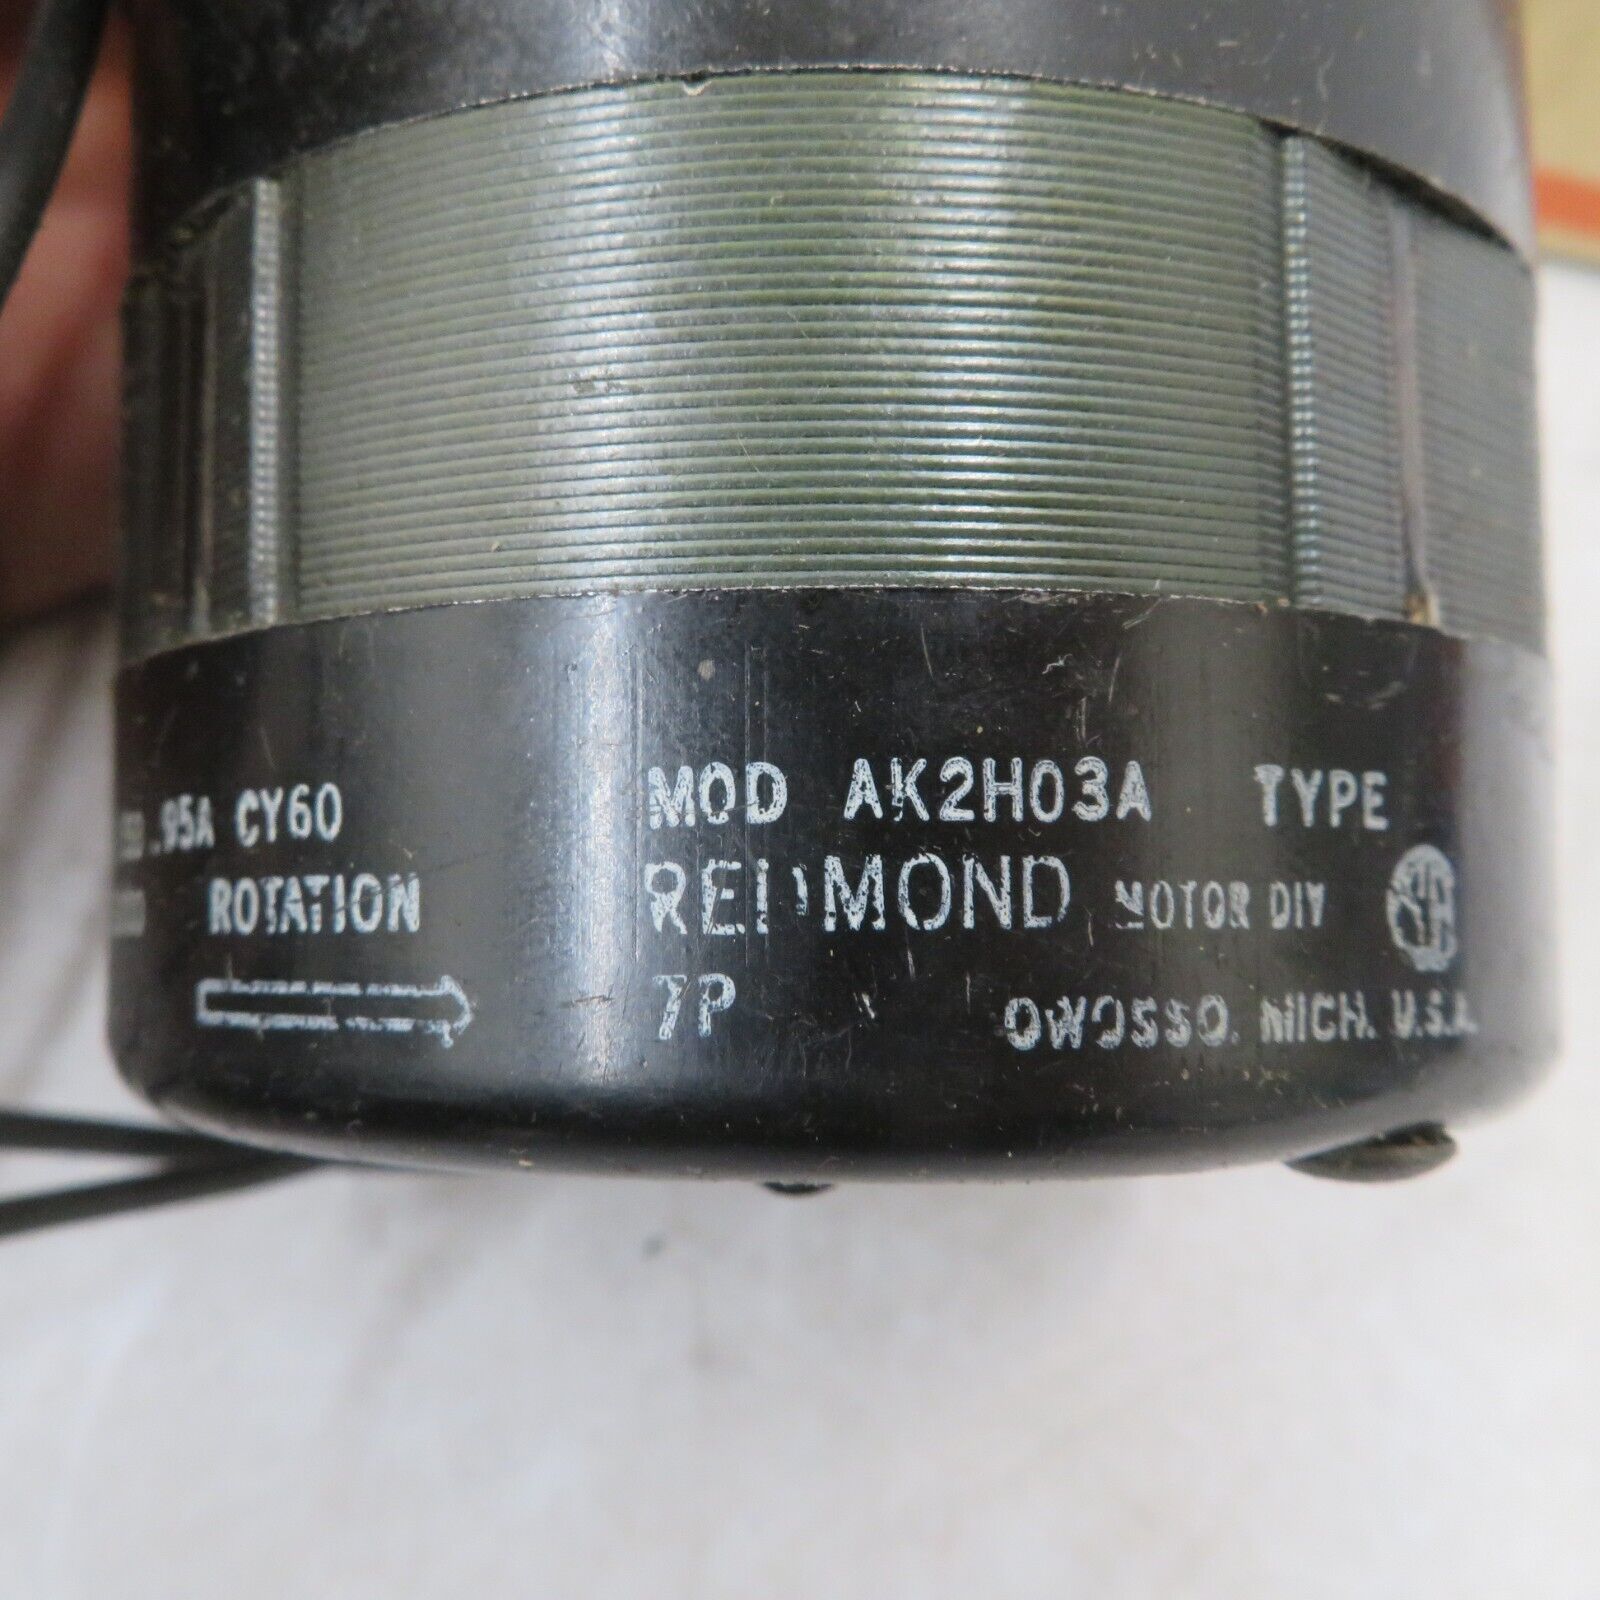 .95A CY60
ROTATION
MOD AK2H03A TYPE
REDMOND MOTOR DIV
7P
OWOSSO. MICH. U.S.A.